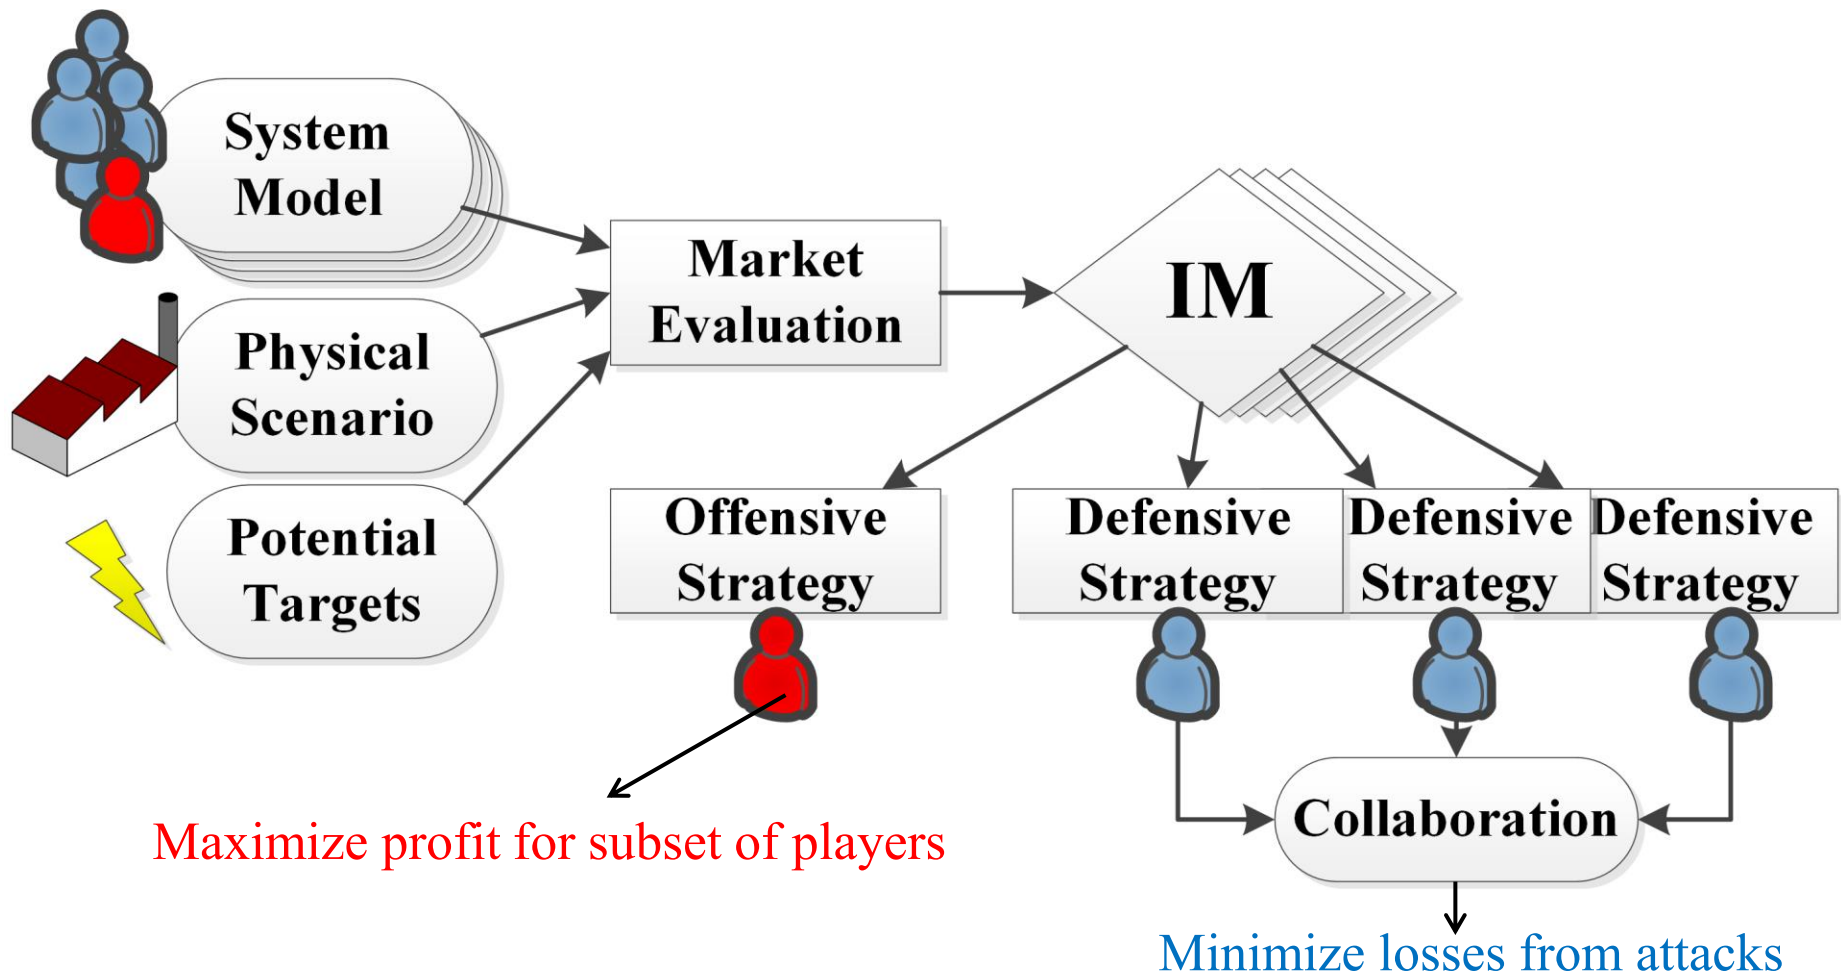 System
Model
Physical
Scenario
Potential
Targets
Market
Evaluation
IM
Offensive
Strategy
Defensive
Strategy
Defensive
Strategy
Defensive
Strategy
Collaboration
Maximize profit for subset of players
Minimize losses from attacks